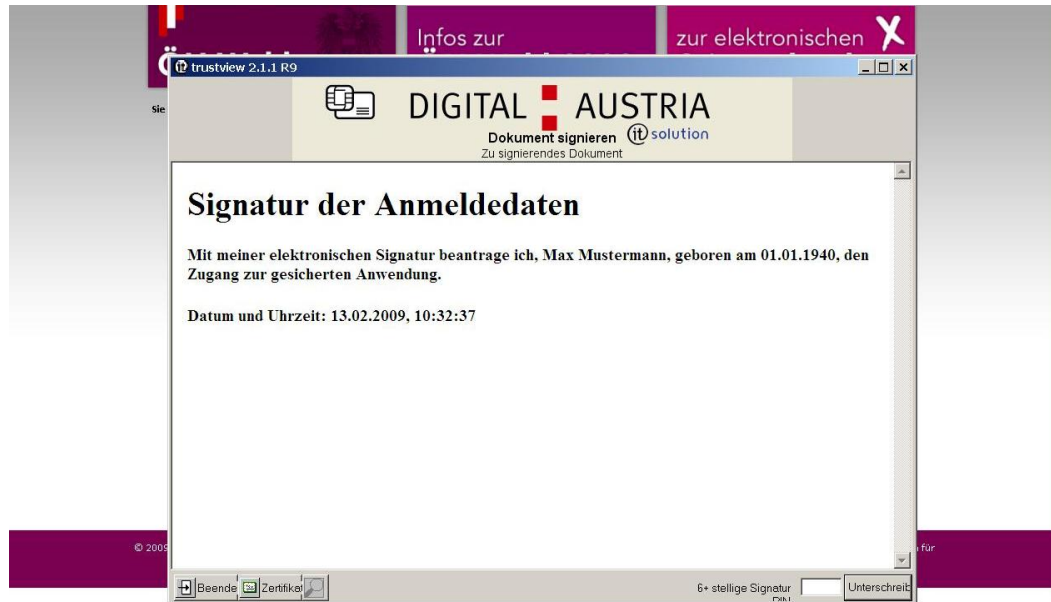 Infos zur
zur elektronischen
trustview 2.1.1 R9
Sie
DIGITAL AUSTRIA
Dokument signieren it solution
Zu signierendes Dokument
Signatur der Anmeldedaten
Mit meiner elektronischen Signatur beantrage ich, Max Mustermann, geboren am 01.01.1940, den
Zugang zur gesicherten Anwendung.
Datum und Uhrzeit: 13.02.2009, 10:32:37
© 2009
für
Beende Zertifikat
6+ stellige Signatur
PIN
Unterschreib